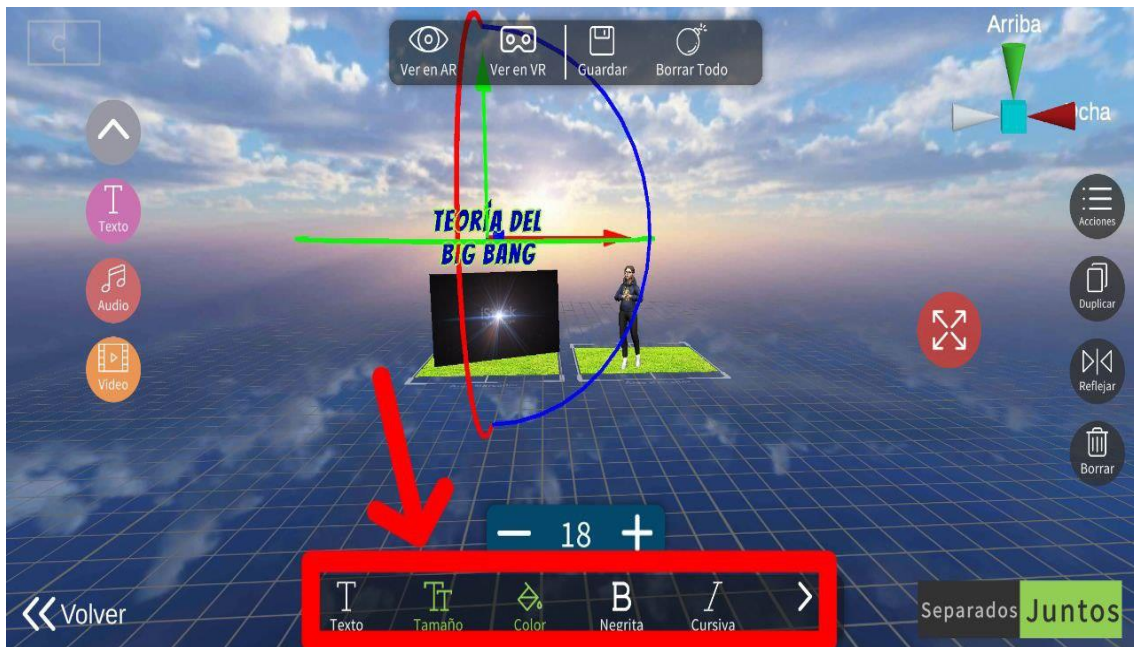 Arriba
Ver en AR
Ver en VR
Guardar
Borrar Todo
cha
Texto
Audio
Video
TEORÍA DEL
BIG BANG
iStock
Acciones
Duplicar
Reflejar
Borrar
18
Texto
Tamaño
Color
B
Negrita
I
Cursiva
Volver
Separados
Juntos